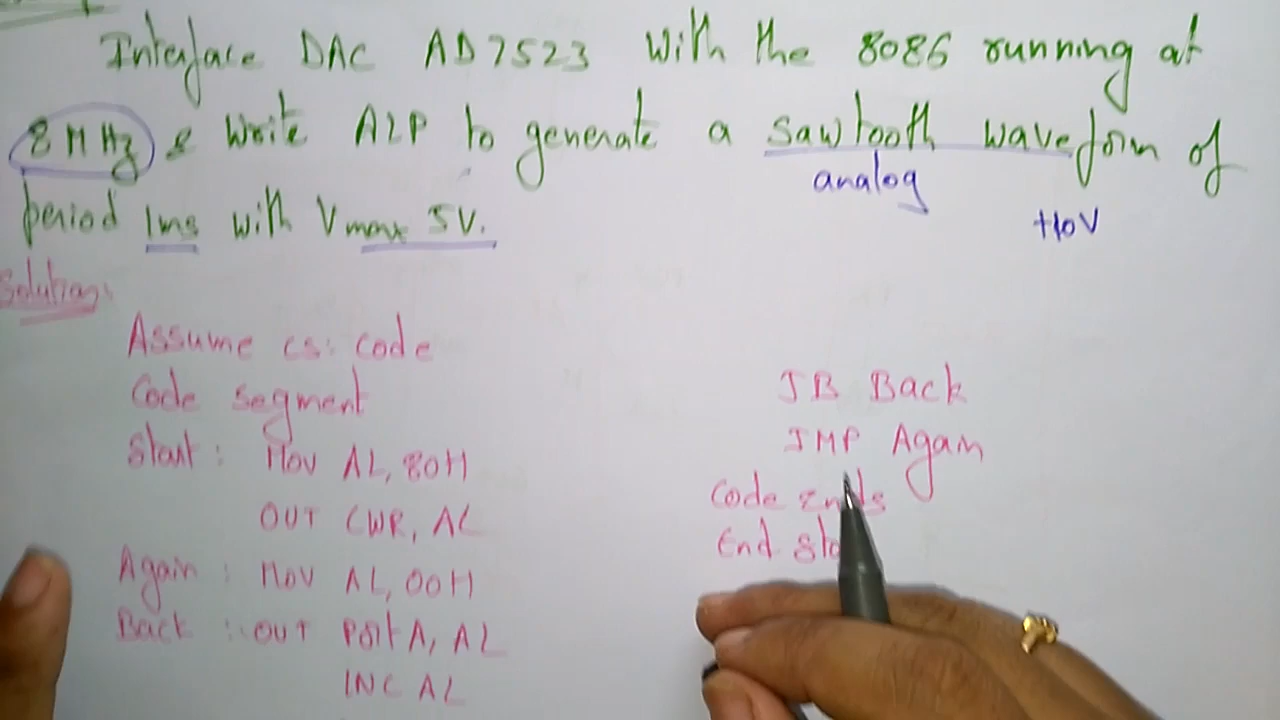 Interface DAC AD7523 with the 8086 running at
8 MHz & Write ALP to generate a sawtooth waveform of
analog
period 1ms with Vmax 5V.
+10V
Solution:
Assume cs: code
Code segment
Start: Mov AL, 80H
OUT CWR, AL
Again: Mov AL, 00H
Back: OUT Port A, AL
INC AL
JB Back
JMP Again
Code Ends
End